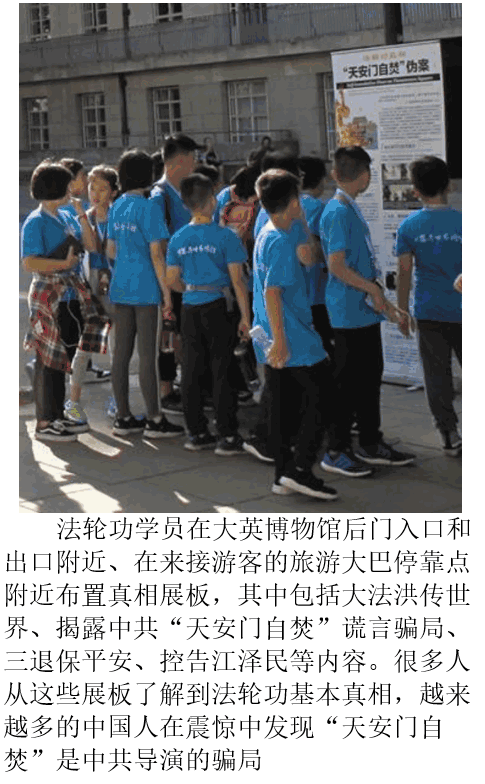 “天安门自焚”伪案
法轮功学员在大英博物馆后门入口和
出口附近、在来接游客的旅游大巴停靠点
附近布置真相展板，其中包括大法洪传世
界、揭露中共“天安门自焚”谎言骗局、
三退保平安、控告江泽民等内容。很多人
从这些展板了解到法轮功基本真相，越来
越多的中国人在震惊中发现“天安门自
焚”是中共导演的骗局